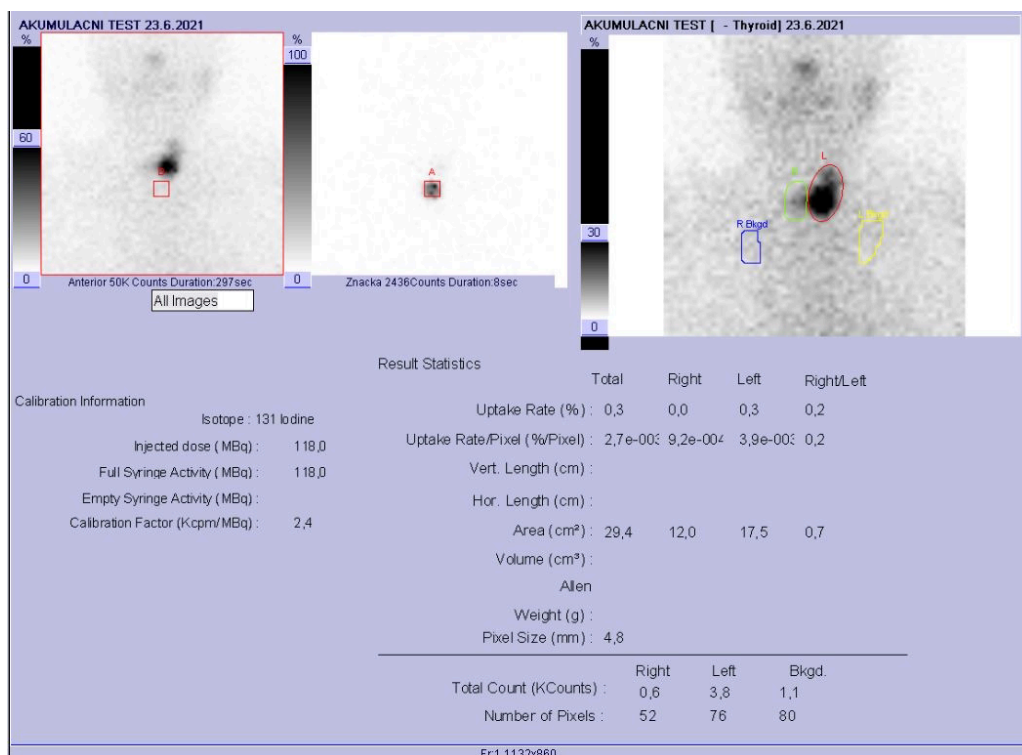 AKUMULACNI TEST 23.6.2021
%
60
0
Anterior 50K Counts Duration:297sec
All Images
%
100
A
0
Znacka 2436Counts Duration:8sec
AKUMULACNI TEST [ - Thyroid] 23.6.2021
%
30
0
L
R Bkgd
L Bkgd
Calibration Information
Isotope : 131 Iodine
Injected dose ( MBq) : 118,0
Full Syringe Activity ( MBq) : 118,0
Empty Syringe Activity ( MBq) :
Calibration Factor (Kcpm/MBq) : 2,4
Result Statistics
Total Right Left Right/Left
Uptake Rate (%) : 0,3 0,0 0,3 0,2
Uptake Rate/Pixel (%/Pixel) : 2,7e-003 9,2e-004 3,9e-003 0,2
Vert. Length (cm) :
Hor. Length (cm) :
Area (cm²) : 29,4 12,0 17,5 0,7
Volume (cm³) :
Allen
Weight (g) :
Pixel Size (mm) : 4,8
Right Left Bkgd.
Total Count (KCounts) : 0,6 3,8 1,1
Number of Pixels : 52 76 80